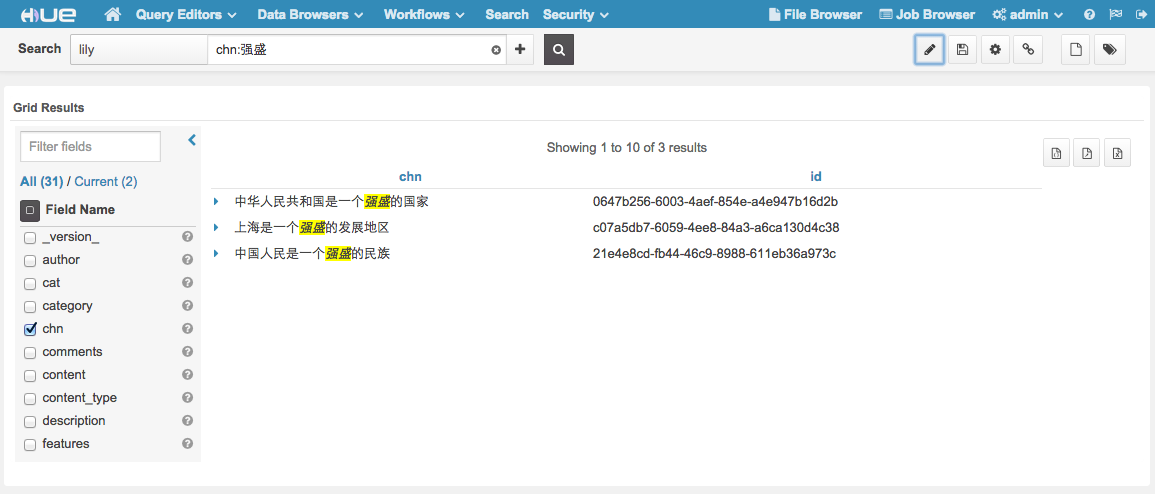 HUE Query Editors Data Browsers Workflows Search Security File Browser Job Browser admin
Search lily chn:强盛
Grid Results
Filter fields
Showing 1 to 10 of 3 results
All (31) / Current (2)
chn id
Field Name
中华人民共和国是一个强盛的国家 0647b256-6003-4aef-854e-a4e947b16d2b
上海是一个强盛的发展地区 c07a5db7-6059-4ee8-84a3-a6ca130d4c38
中国人民是一个强盛的民族 21e4e8cd-fb44-46c9-8988-611eb36a973c
_version_
author
cat
category
chn
comments
content
content_type
description
features